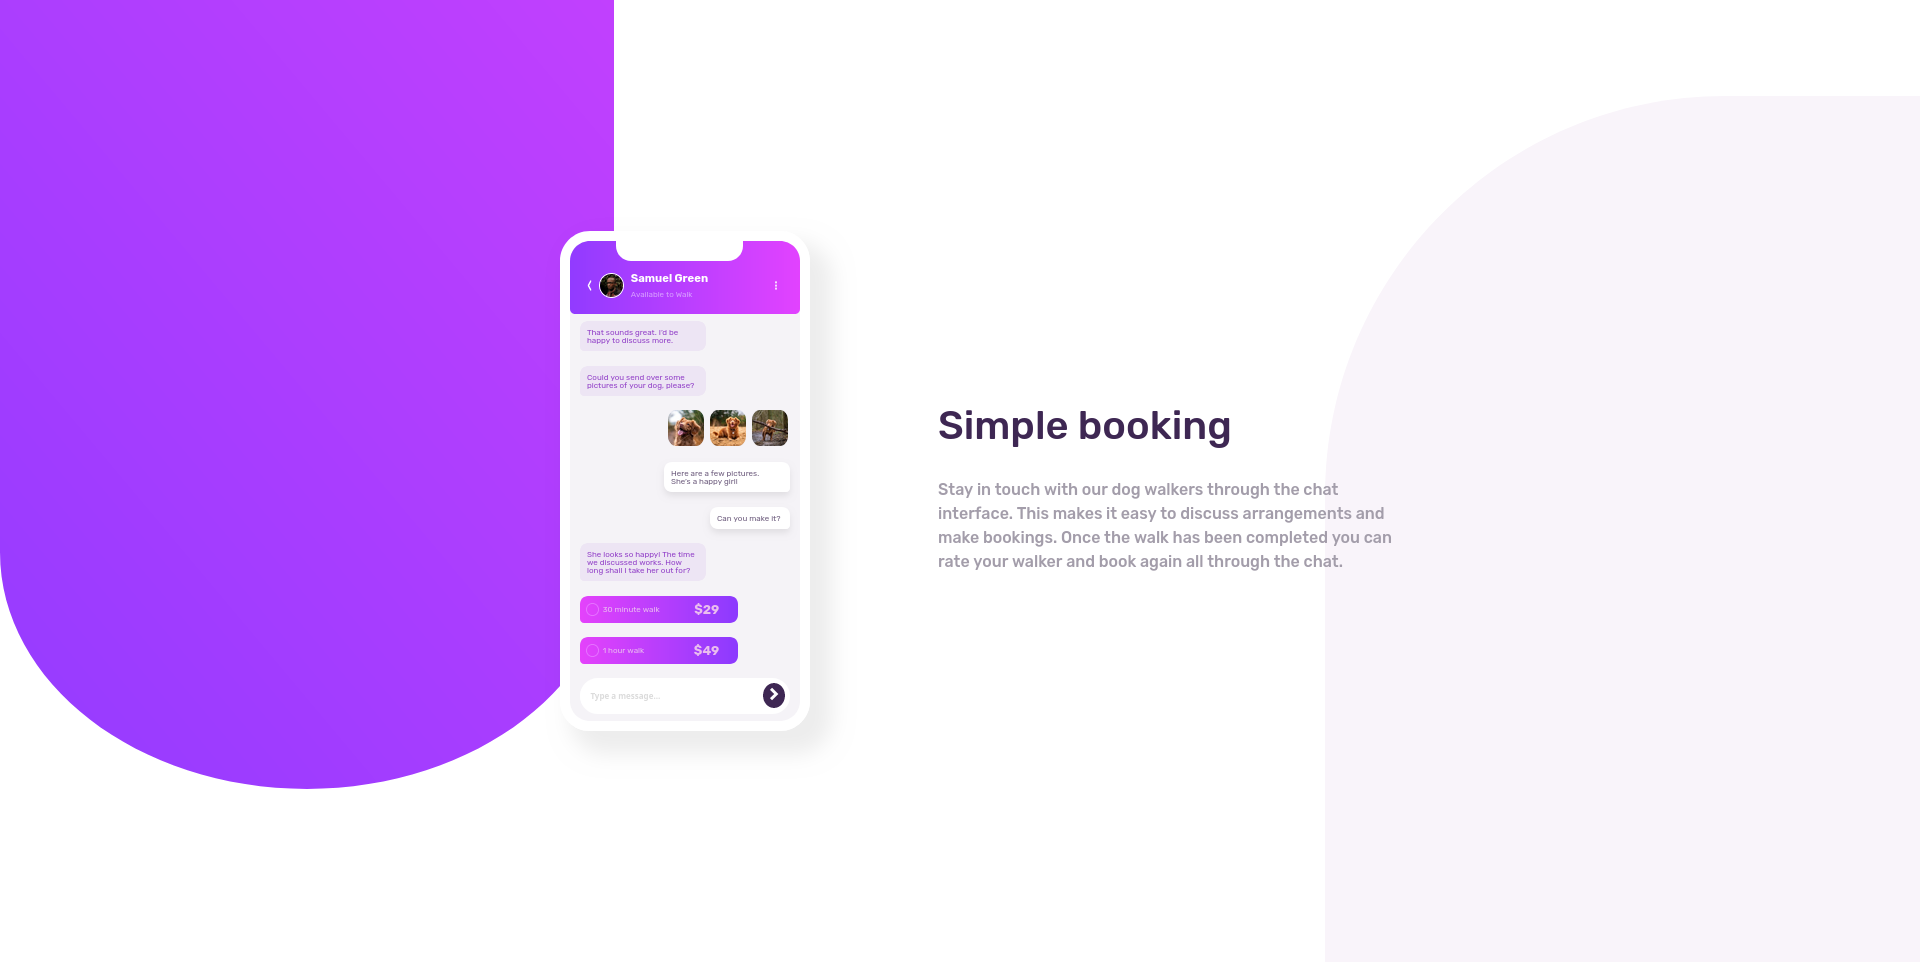 Samuel Green
Available to Walk
That sounds great. I'd be
happy to discuss more.
Could you send over some
pictures of your dog, please?
Here are a few pictures.
She's a happy girl!
Can you make it?
She looks so happy! The time
we discussed works. How
long shall I take her out for?
30 minute walk $29
1 hour walk $49
Type a message...
Simple booking
Stay in touch with our dog walkers through the chat
interface. This makes it easy to discuss arrangements and
make bookings. Once the walk has been completed you can
rate your walker and book again all through the chat.